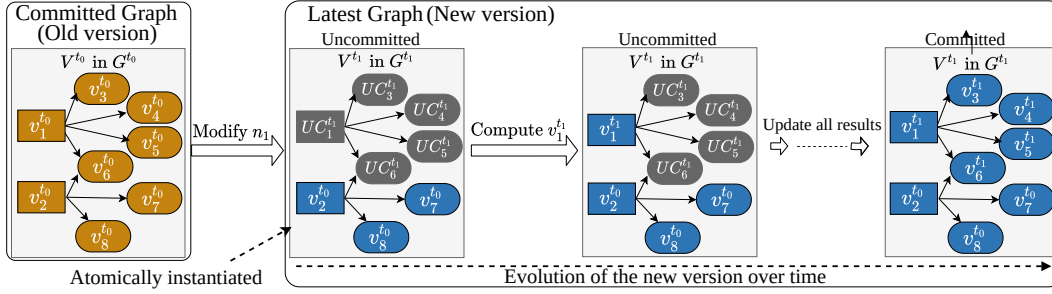 Committed Graph
(Old version)
V^{t_0} in G^{t_0}
v_1^{t_0}
v_3^{t_0}
v_4^{t_0}
v_5^{t_0}
v_6^{t_0}
v_2^{t_0}
v_7^{t_0}
v_8^{t_0}
Modify n_1
Atomically instantiated
Latest Graph (New version)
Uncommitted
V^{t_1} in G^{t_1}
UC_1^{t_1}
UC_3^{t_1}
UC_4^{t_1}
UC_5^{t_1}
UC_6^{t_1}
v_2^{t_0}
v_7^{t_0}
v_8^{t_0}
Compute v_1^{t_1}
Uncommitted
V^{t_1} in G^{t_1}
v_1^{t_1}
UC_3^{t_1}
UC_4^{t_1}
UC_5^{t_1}
UC_6^{t_1}
v_2^{t_0}
v_7^{t_0}
v_8^{t_0}
Update all results
Committed
V^{t_1} in G^{t_1}
v_1^{t_1}
v_3^{t_1}
v_4^{t_1}
v_5^{t_1}
v_6^{t_1}
v_2^{t_0}
v_7^{t_0}
v_8^{t_0}
Evolution of the new version over time